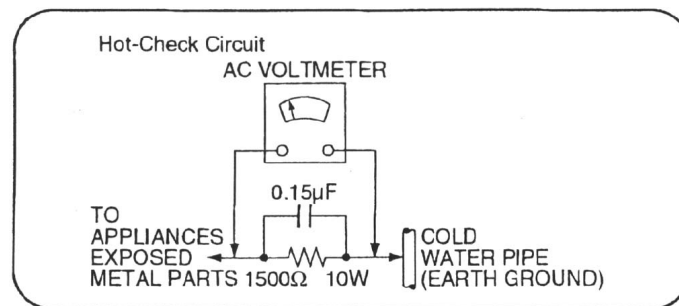 Hot-Check Circuit
AC VOLTMETER
0.15µF
TO
APPLIANCES
EXPOSED
METAL PARTS
1500Ω 10W
COLD
WATER PIPE
(EARTH GROUND)